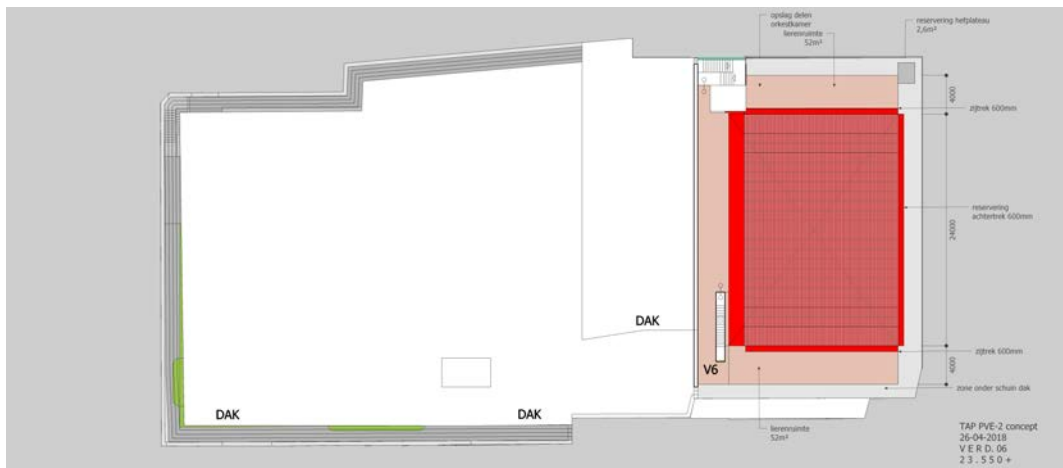 opslag delen
orkestkamer
lierenruimte
52m²
reservering hefplateau
2,6m²
4000
zijtrek 600mm
reservering
achtertrek 600mm
24000
DAK
zijtrek 600mm
V6
4000
zone onder schuin dak
DAK
DAK
lierenruimte
52m²
TAP PVE-2 concept
26-04-2018
V E R D. 06
2 3 . 5 5 0 +